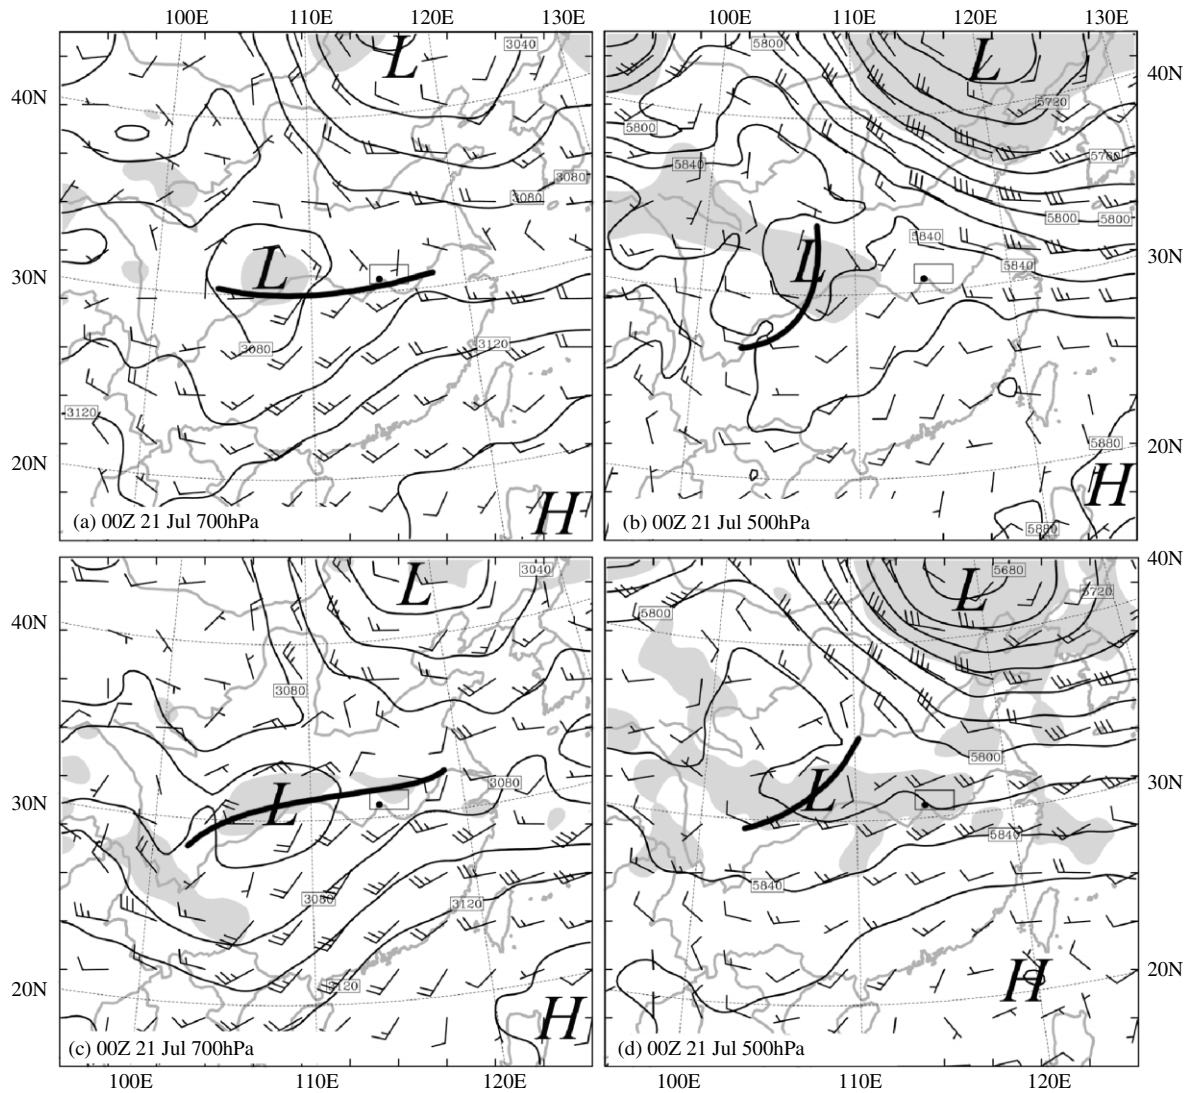 100E 110E 120E 130E 100E 110E 120E 130E
40N 30N 20N
L 3040 3080 3080 L 3080 3120 3120 H
(a) 00Z 21 Jul 700hPa
5800 L 5720 5800 5760 5840 5800 5800 5840 L 5840 5880 H 5880
(b) 00Z 21 Jul 500hPa
40N 30N 20N
40N 30N 20N
L 3040 3080 3080 L 3080 3120 3120 H
(c) 00Z 21 Jul 700hPa
L 5680 5720 5800 5800 L 5840 5840 H
(d) 00Z 21 Jul 500hPa
40N 30N 20N
100E 110E 120E 100E 110E 120E